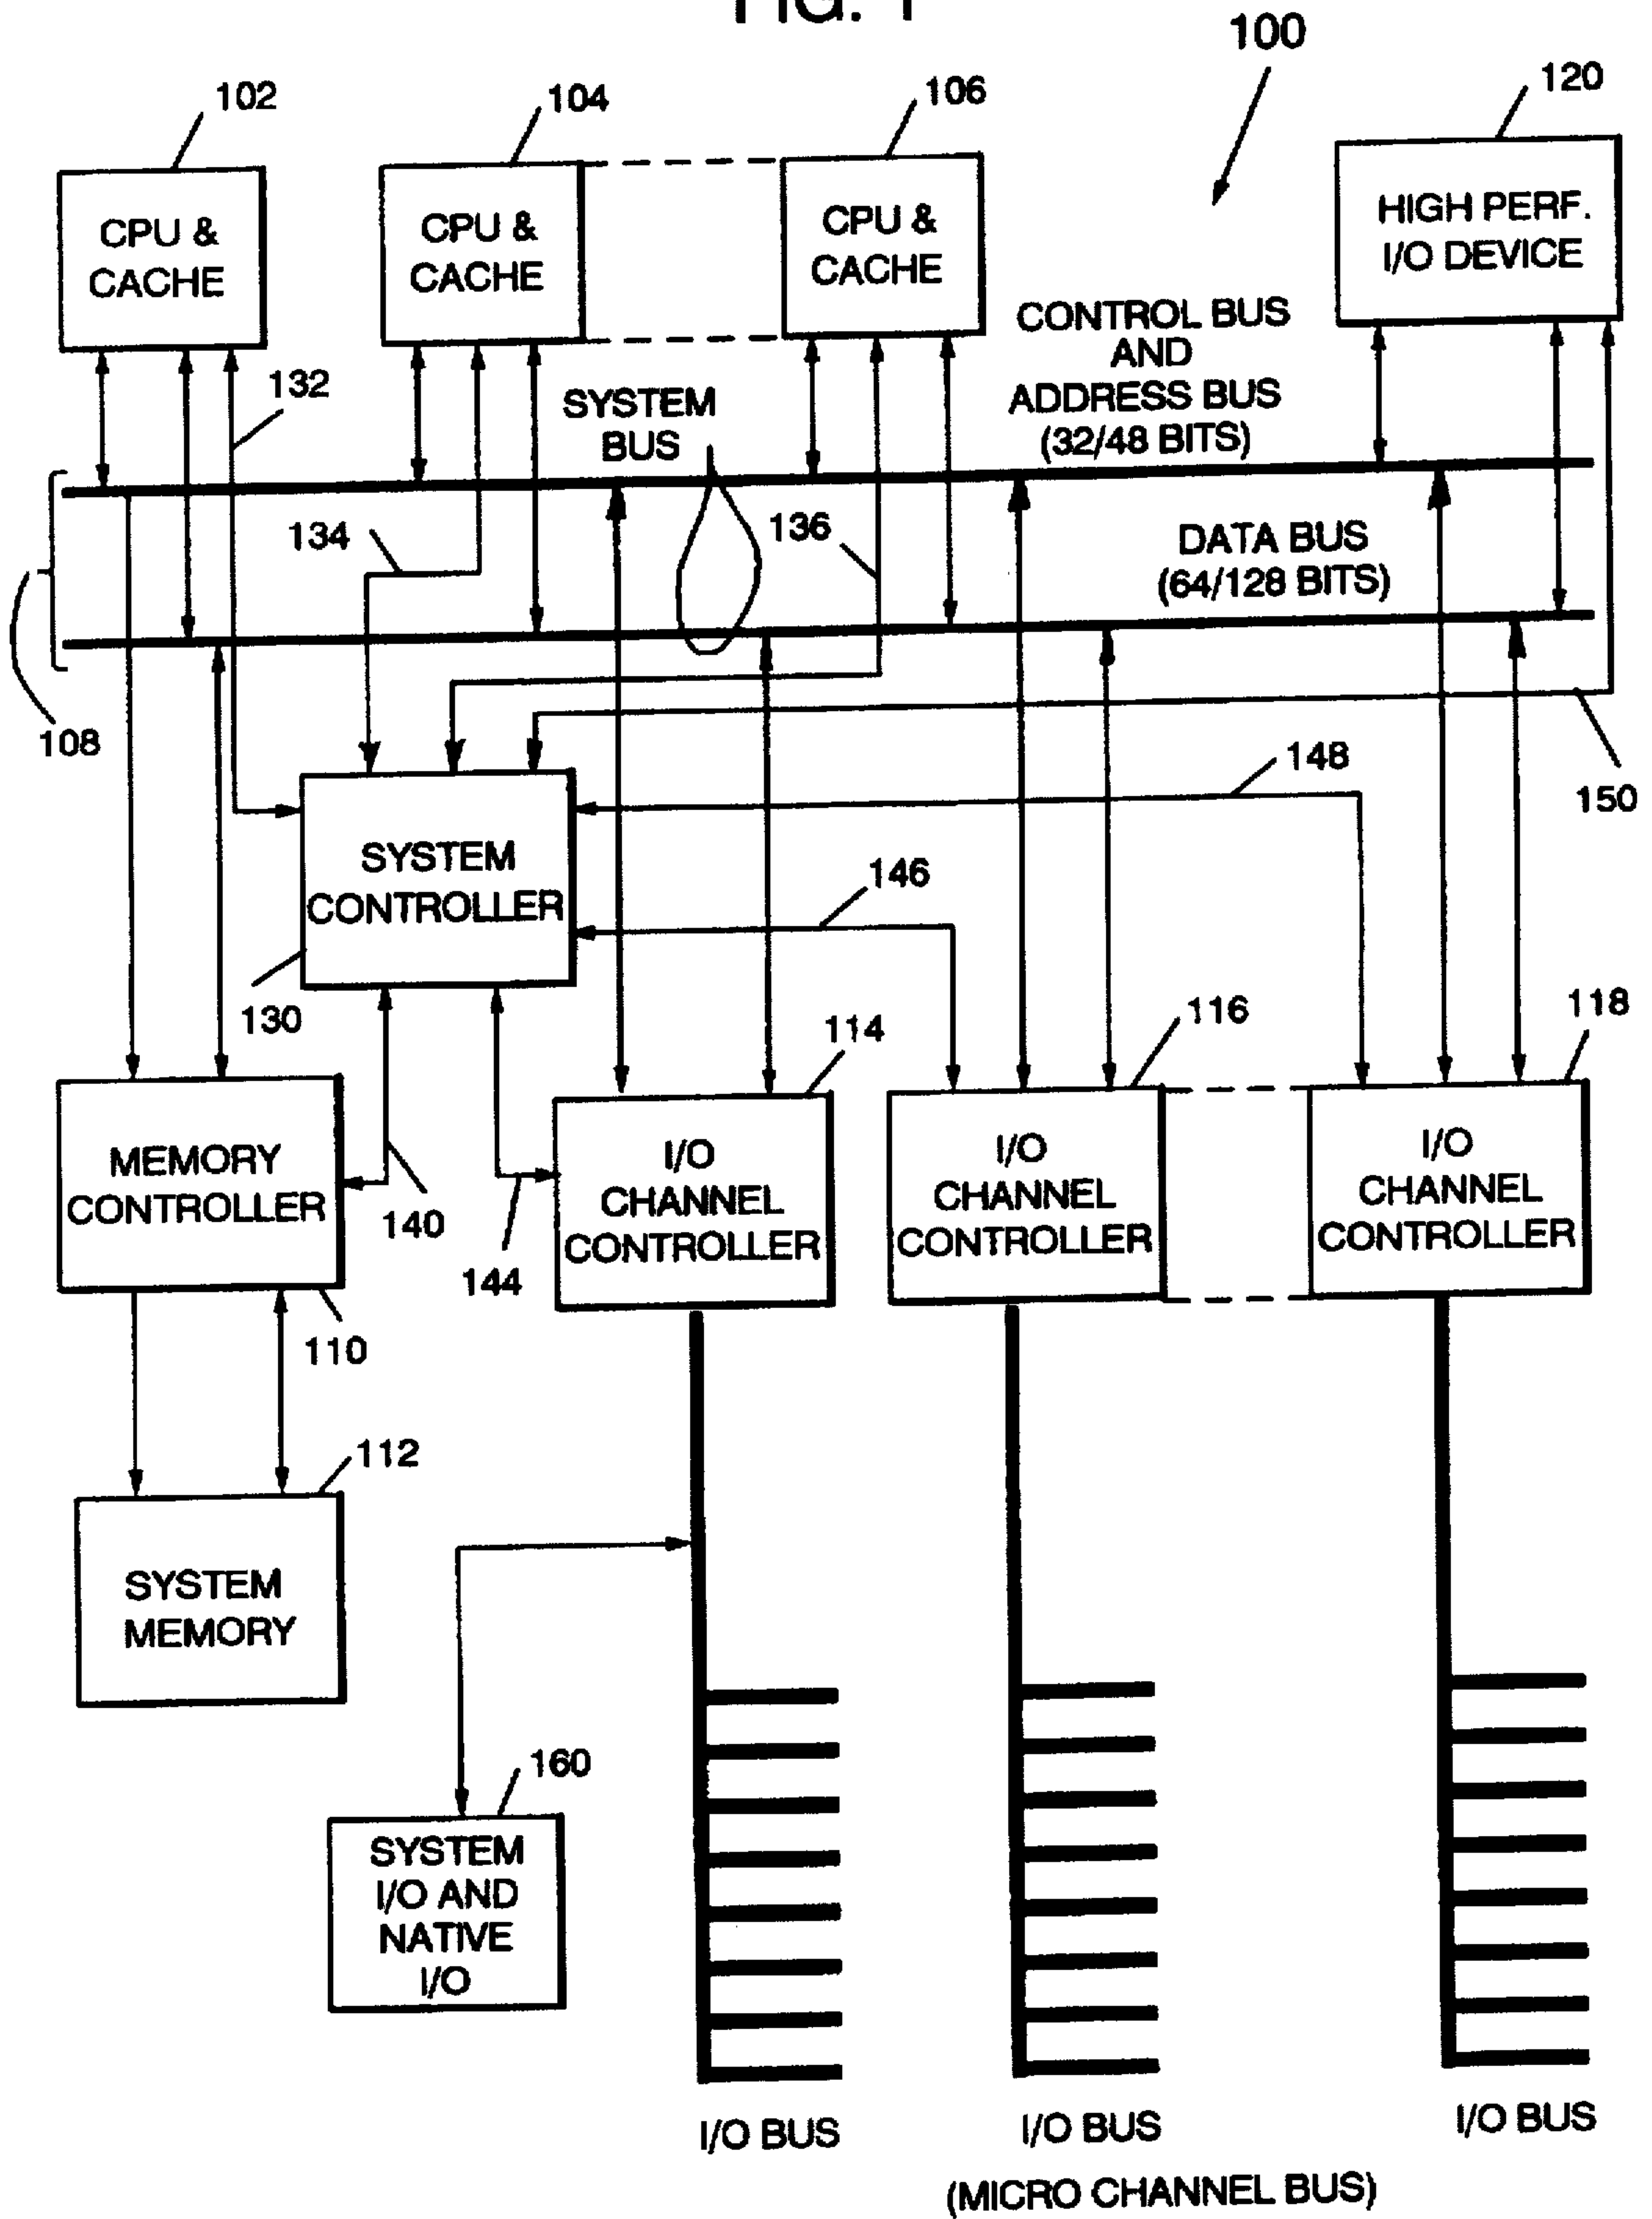 FIG. 1
100
102
104
106
120
CPU &
CACHE
CPU &
CACHE
CPU &
CACHE
HIGH PERF.
I/O DEVICE
CONTROL BUS
AND
ADDRESS BUS
(32/48 BITS)
132
SYSTEM
BUS
134
136
DATA BUS
(64/128 BITS)
108
148
150
SYSTEM
CONTROLLER
146
130
114
116
118
MEMORY
CONTROLLER
140
144
I/O
CHANNEL
CONTROLLER
I/O
CHANNEL
CONTROLLER
I/O
CHANNEL
CONTROLLER
110
112
SYSTEM
MEMORY
160
SYSTEM
I/O AND
NATIVE
I/O
I/O BUS
I/O BUS
I/O BUS
(MICRO CHANNEL BUS)